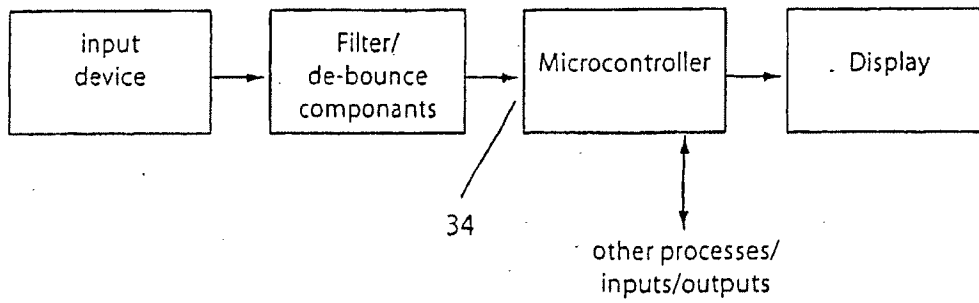 input
device
Filter/
de-bounce
componants
Microcontroller
Display
34
other processes/
inputs/outputs